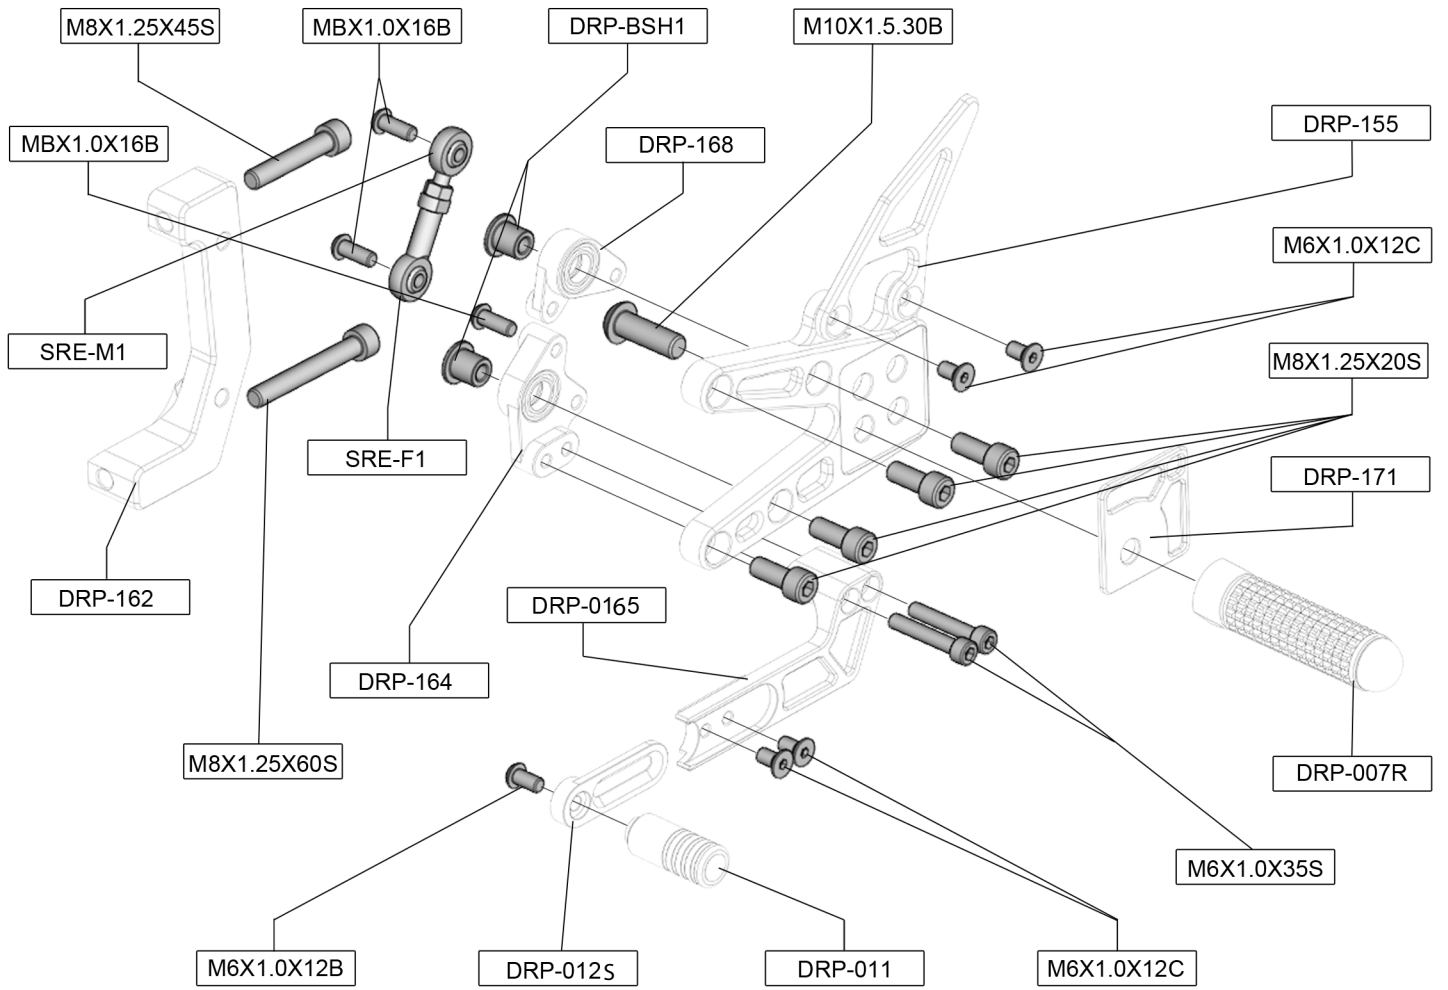 M8X1.25X45S
MBX1.0X16B
DRP-BSH1
M10X1.5.30B
DRP-155
MBX1.0X16B
DRP-168
M6X1.0X12C
SRE-M1
M8X1.25X20S
SRE-F1
DRP-171
DRP-162
DRP-0165
DRP-164
M8X1.25X60S
DRP-007R
M6X1.0X35S
M6X1.0X12B
DRP-012S
DRP-011
M6X1.0X12C